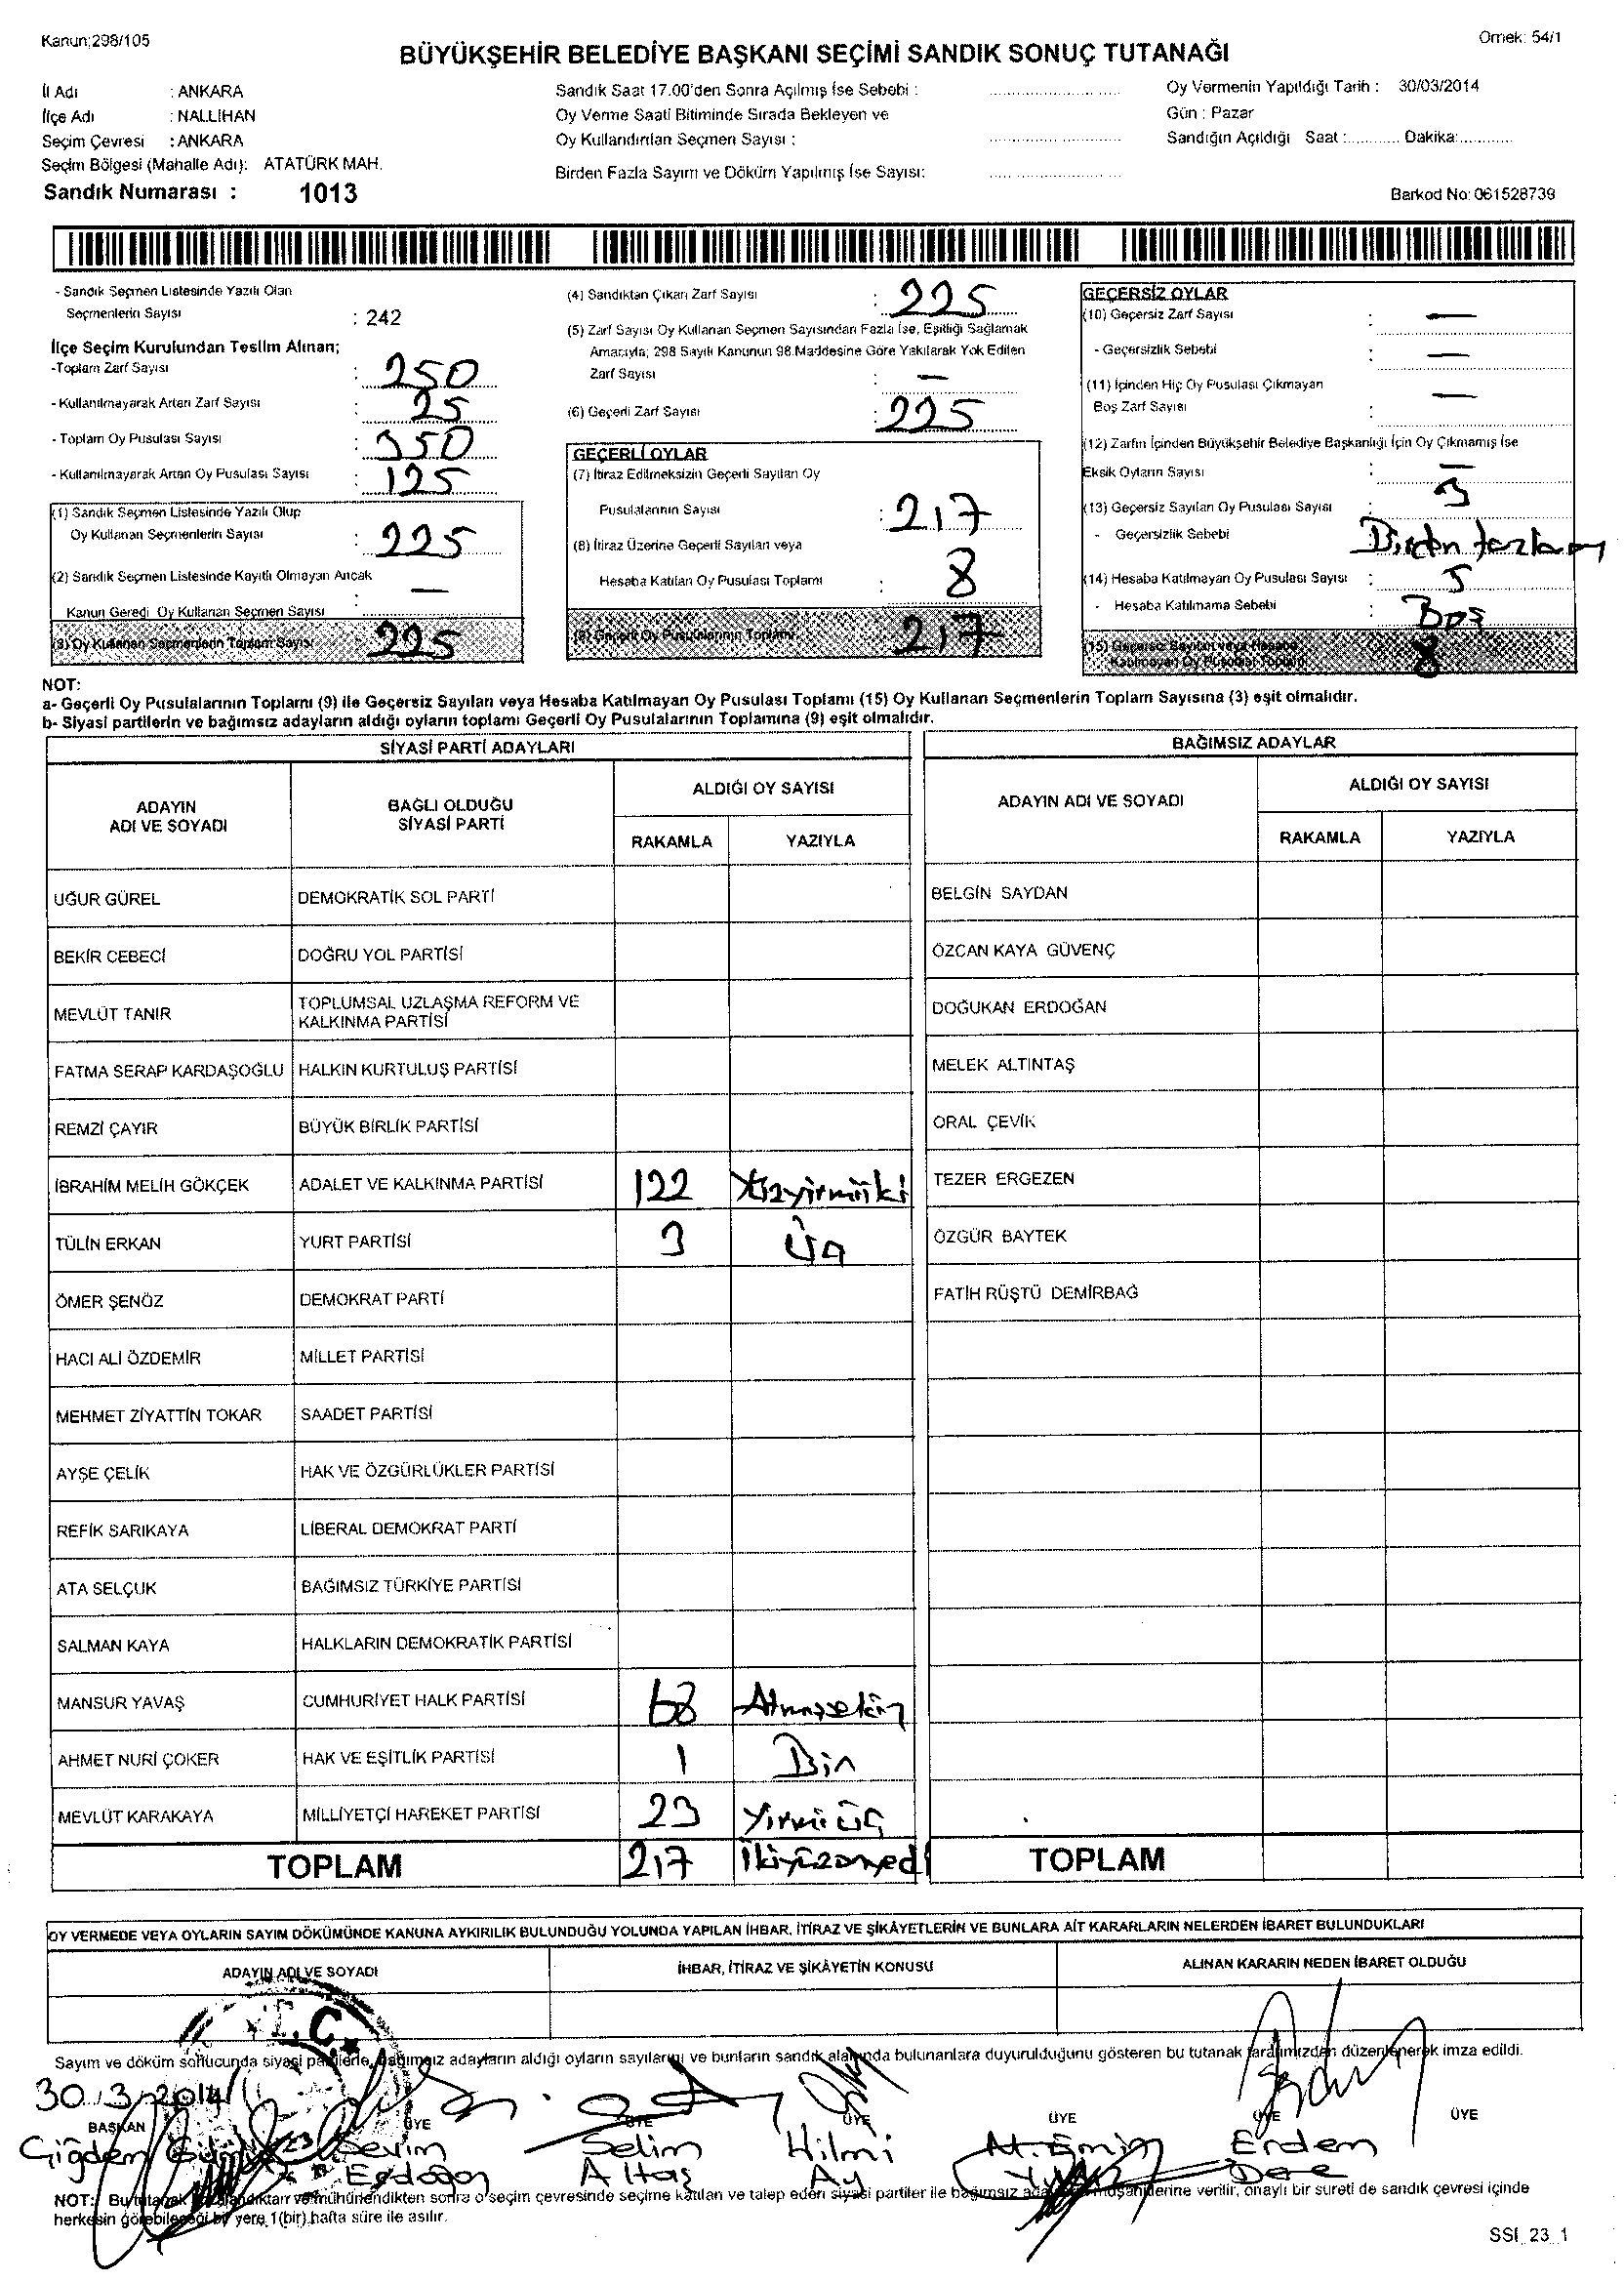 Kanun:298/105
Örnek: 54/1
BÜYÜKŞEHİR BELEDİYE BAŞKANI SEÇİMİ SANDIK SONUÇ TUTANAĞI
İl Adı : ANKARA
İlçe Adı : NALLIHAN
Seçim Çevresi : ANKARA
Seçim Bölgesi (Mahalle Adı): ATATÜRK MAH.
Sandık Numarası : 1013
Sandık Saat 17.00'den Sonra Açılmış İse Sebebi :
Oy Verme Saati Bitiminde Sırada Bekleyen ve
Oy Kullandırılan Seçmen Sayısı :
Birden Fazla Sayım ve Döküm Yapılmış İse Sayısı:
Oy Vermenin Yapıldığı Tarih : 30/03/2014
Gün : Pazar
Sandığın Açıldığı Saat :............ Dakika:............
Barkod No: 061528739
- Sandık Seçmen Listesinde Yazılı Olan
Seçmenlerin Sayısı : 242
İlçe Seçim Kurulundan Teslim Alınan;
-Toplam Zarf Sayısı : 250
- Kullanılmayarak Artan Zarf Sayısı : 25
- Toplam Oy Pusulası Sayısı : 350
- Kullanılmayarak Artan Oy Pusulası Sayısı : 125
(1) Sandık Seçmen Listesinde Yazılı Olup
Oy Kullanan Seçmenlerin Sayısı : 225
(2) Sandık Seçmen Listesinde Kayıtlı Olmayan Ancak
Kanun Geredi Oy Kullanan Seçmen Sayısı : —
(3) Oy Kullanan Seçmenlerin Toplam Sayısı 225
(4) Sandıktan Çıkan Zarf Sayısı : 225
(5) Zarf Sayısı Oy Kullanan Seçmen Sayısından Fazla İse, Eşitliği Sağlamak
Amacıyla; 298 Sayılı Kanunun 98.Maddesine Göre Yakılarak Yok Edilen
Zarf Sayısı : —
(6) Geçerli Zarf Sayısı : 225
GEÇERLİ OYLAR
(7) İtiraz Edilmeksizin Geçerli Sayılan Oy
Pusulalarının Sayısı : 217
(8) İtiraz Üzerine Geçerli Sayılan veya
Hesaba Katılan Oy Pusulası Toplamı : 8
(9) Geçerli Oy Pusulalarının Toplamı 217
GEÇERSİZ OYLAR
(10) Geçersiz Zarf Sayısı : —
- Geçersizlik Sebebi : —
(11) İçinden Hiç Oy Pusulası Çıkmayan
Boş Zarf Sayısı : —
(12) Zarfın İçinden Büyükşehir Belediye Başkanlığı İçin Oy Çıkmamış İse
Eksik Oyların Sayısı : —
(13) Geçersiz Sayılan Oy Pusulası Sayısı 3
- Geçersizlik Sebebi
(14) Hesaba Katılmayan Oy Pusulası Sayısı : 5
- Hesaba Katılmama Sebebi : Boş
(15) Geçersiz Sayılan veya Hesaba
Katılmayan Oy Pusulası Toplamı 8
NOT:
a- Geçerli Oy Pusulalarının Toplamı (9) ile Geçersiz Sayılan veya Hesaba Katılmayan Oy Pusulası Toplamı (15) Oy Kullanan Seçmenlerin Toplam Sayısına (3) eşit olmalıdır.
b- Siyasi partilerin ve bağımsız adayların aldığı oyların toplamı Geçerli Oy Pusulalarının Toplamına (9) eşit olmalıdır.
SİYASİ PARTİ ADAYLARI
ADAYIN ADI VE SOYADI
BAĞLI OLDUĞU SİYASİ PARTİ
ALDIĞI OY SAYISI
RAKAMLA YAZIYLA
UĞUR GÜREL DEMOKRATİK SOL PARTİ
BEKİR CEBECİ DOĞRU YOL PARTİSİ
MEVLÜT TANIR TOPLUMSAL UZLAŞMA REFORM VE KALKINMA PARTİSİ
FATMA SERAP KARDAŞOĞLU HALKIN KURTULUŞ PARTİSİ
REMZİ ÇAYIR BÜYÜK BİRLİK PARTİSİ
İBRAHİM MELİH GÖKÇEK ADALET VE KALKINMA PARTİSİ 122
TÜLİN ERKAN YURT PARTİSİ 3 Üç
ÖMER ŞENÖZ DEMOKRAT PARTİ
HACI ALİ ÖZDEMİR MİLLET PARTİSİ
MEHMET ZİYATTİN TOKAR SAADET PARTİSİ
AYŞE ÇELİK HAK VE ÖZGÜRLÜKLER PARTİSİ
REFİK SARIKAYA LİBERAL DEMOKRAT PARTİ
ATA SELÇUK BAĞIMSIZ TÜRKİYE PARTİSİ
SALMAN KAYA HALKLARIN DEMOKRATİK PARTİSİ
MANSUR YAVAŞ CUMHURİYET HALK PARTİSİ 68
AHMET NURİ ÇOKER HAK VE EŞİTLİK PARTİSİ 1 Bir
MEVLÜT KARAKAYA MİLLİYETÇİ HAREKET PARTİSİ 23 Yirmi üç
TOPLAM 217 İkiyüzonyedi
BAĞIMSIZ ADAYLAR
ADAYIN ADI VE SOYADI
ALDIĞI OY SAYISI
RAKAMLA YAZIYLA
BELGİN SAYDAN
ÖZCAN KAYA GÜVENÇ
DOĞUKAN ERDOĞAN
MELEK ALTINTAŞ
ORAL ÇEVİK
TEZER ERGEZEN
ÖZGÜR BAYTEK
FATİH RÜŞTÜ DEMİRBAĞ
TOPLAM
OY VERMEDE VEYA OYLARIN SAYIM DÖKÜMÜNDE KANUNA AYKIRILIK BULUNDUĞU YOLUNDA YAPILAN İHBAR, İTİRAZ VE ŞİKÂYETLERİN VE BUNLARA AİT KARARLARIN NELERDEN İBARET BULUNDUKLARI
ADAYIN ADI VE SOYADI
İHBAR, İTİRAZ VE ŞİKÂYETİN KONUSU
ALINAN KARARIN NEDEN İBARET OLDUĞU
T.C.
Sayım ve döküm sonucunda siyasi partilerle, bağımsız adayların aldığı oyların sayılarını ve bunların sandık alanında bulunanlara duyurulduğunu gösteren bu tutanak tarafımızdan düzenlenerek imza edildi.
30.3.2014
BAŞKAN ÜYE ÜYE ÜYE ÜYE ÜYE ÜYE
Çiğdem Sevim Selim Hilmi M. Emin Erdem
Erdoğan Altaş Ay Dere
NOT: Bu tutanak imzalandıktan ve mühürlendikten sonra o seçim çevresinde seçime katılan ve talep eden siyasi partiler ile bağımsız aday müşahitlerine verilir, onaylı bir sureti de sandık çevresi içinde
herkesin görebileceği bir yere 1(bir) hafta süre ile asılır.
SSI_23_1